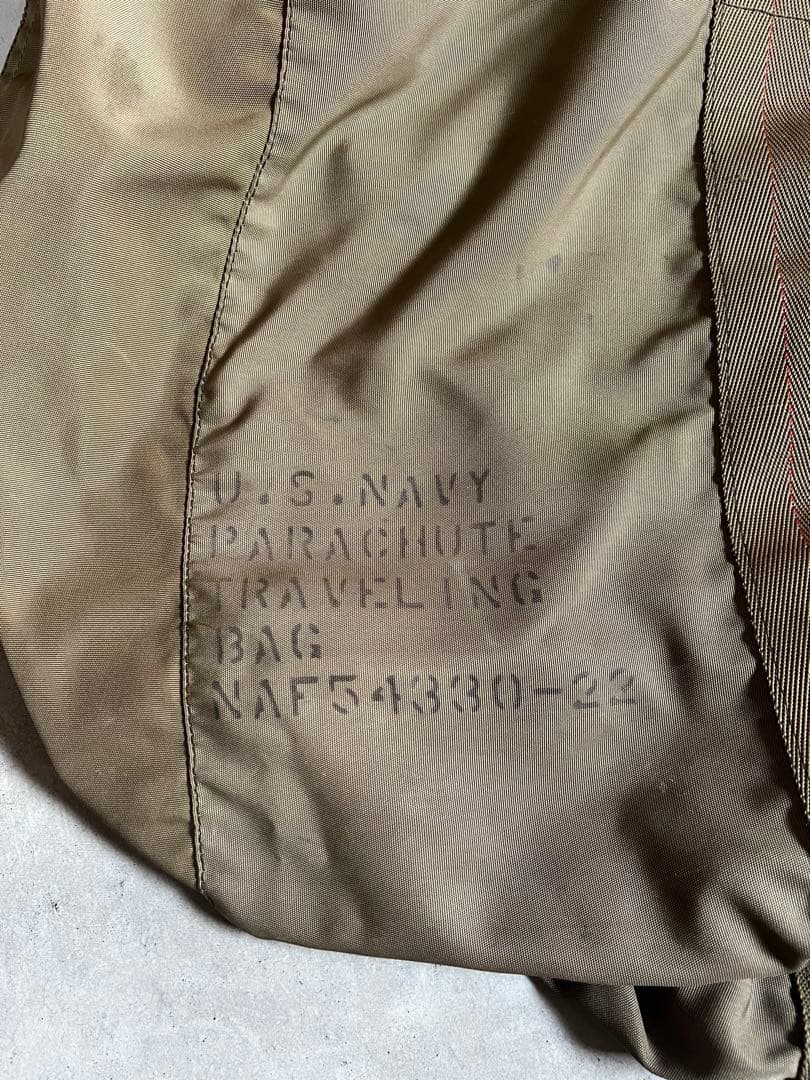 U.S.NAVY
PARACHUTE
TRAVELING
BAG
NAF54330-22